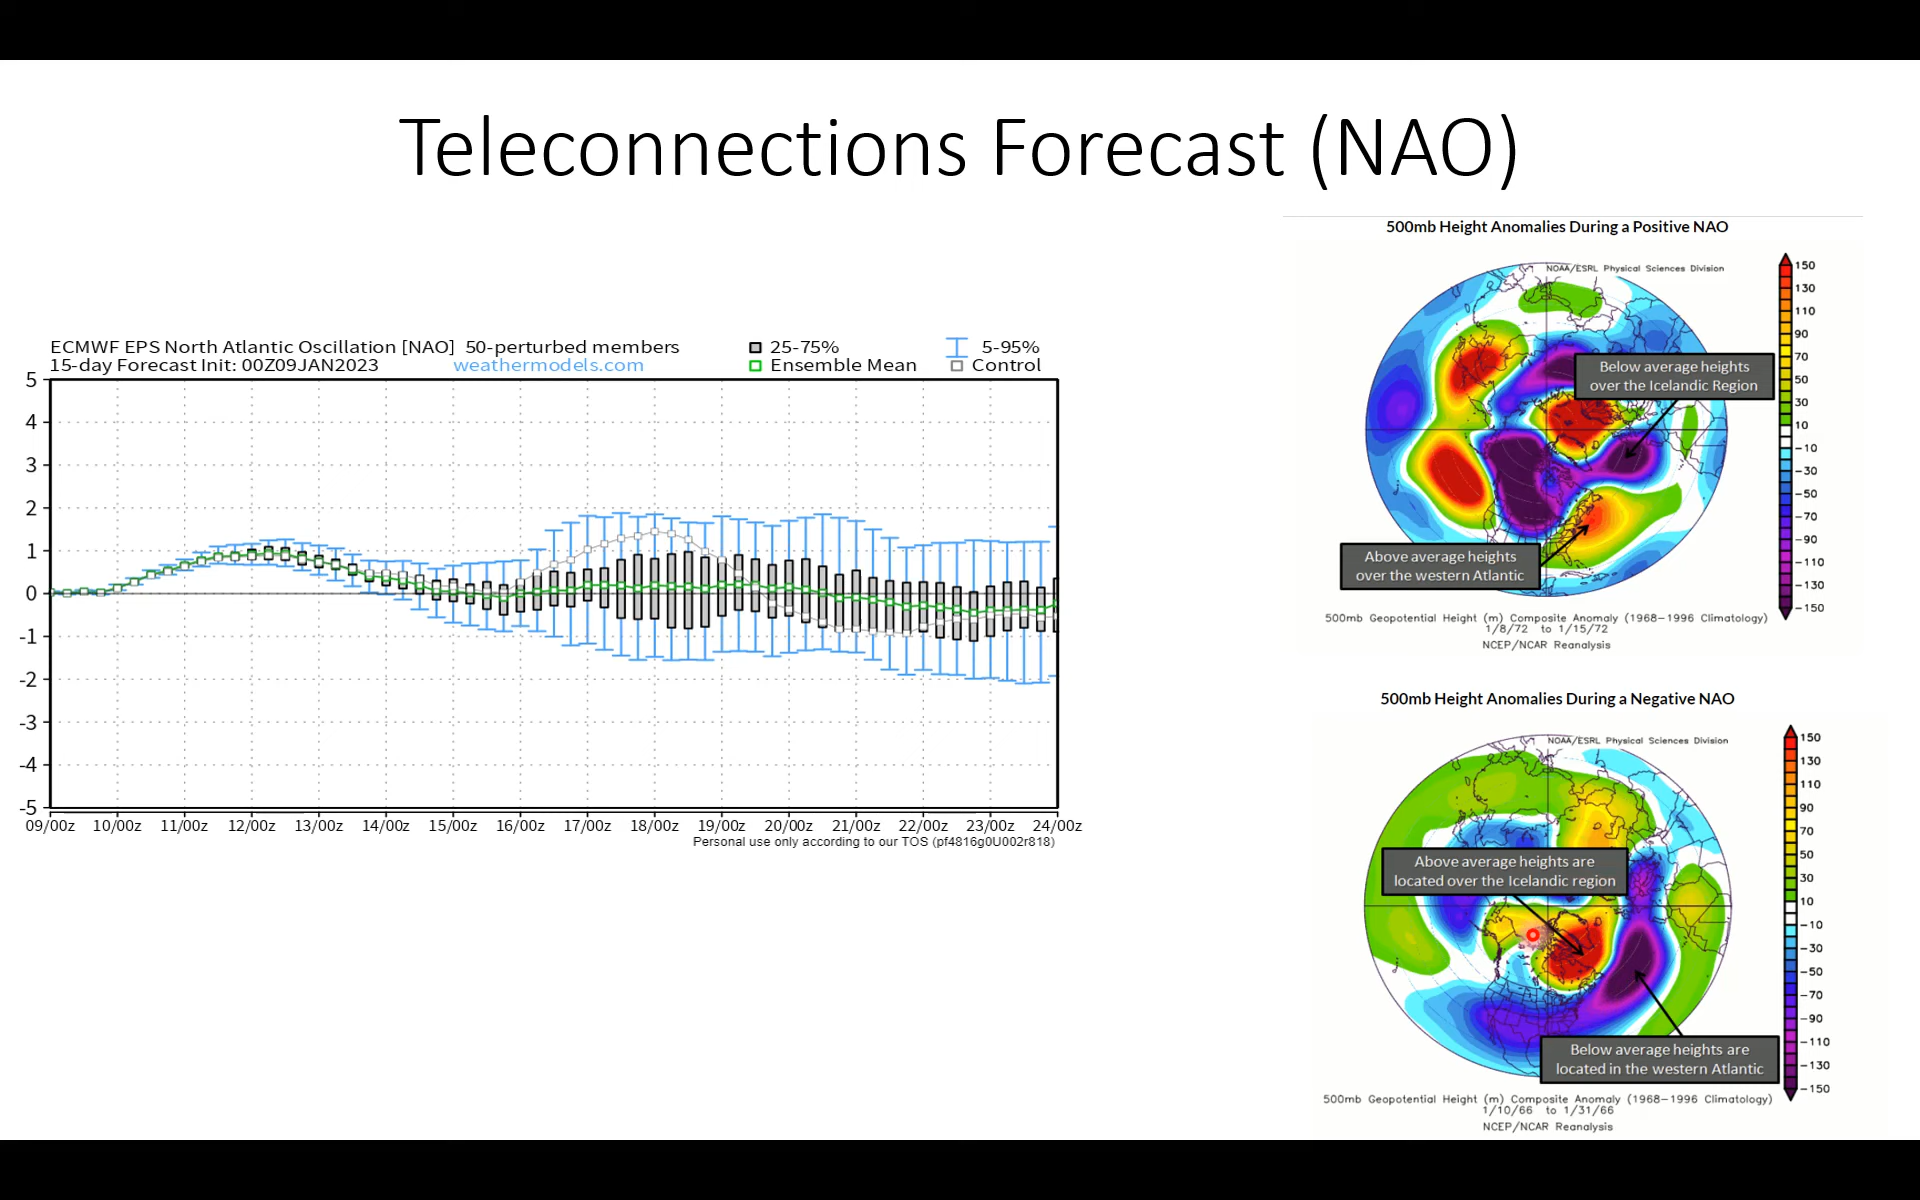 Teleconnections Forecast (NAO)
ECMWF EPS North Atlantic Oscillation [NAO] 50-perturbed members
15-day Forecast Init: 00Z09JAN2023 weathermodels.com
25-75% 5-95%
Ensemble Mean Control
5
4
3
2
1
0
-1
-2
-3
-4
-5
09/00z 10/00z 11/00z 12/00z 13/00z 14/00z 15/00z 16/00z 17/00z 18/00z 19/00z 20/00z 21/00z 22/00z 23/00z 24/00z
Personal use only according to our TOS (pf4816g0U002r818)
500mb Height Anomalies During a Positive NAO
NOAA/ESRL Physical Sciences Division
Below average heights
over the Icelandic Region
Above average heights
over the western Atlantic
150
130
110
90
70
50
30
10
-10
-30
-50
-70
-90
-110
-130
-150
500mb Geopotential Height (m) Composite Anomaly (1968-1996 Climatology)
1/8/72 to 1/15/72
NCEP/NCAR Reanalysis
500mb Height Anomalies During a Negative NAO
NOAA/ESRL Physical Sciences Division
Above average heights are
located over the Icelandic region
Below average heights are
located in the western Atlantic
150
130
110
90
70
50
30
10
-10
-30
-50
-70
-90
-110
-130
-150
500mb Geopotential Height (m) Composite Anomaly (1968-1996 Climatology)
1/10/66 to 1/31/66
NCEP/NCAR Reanalysis